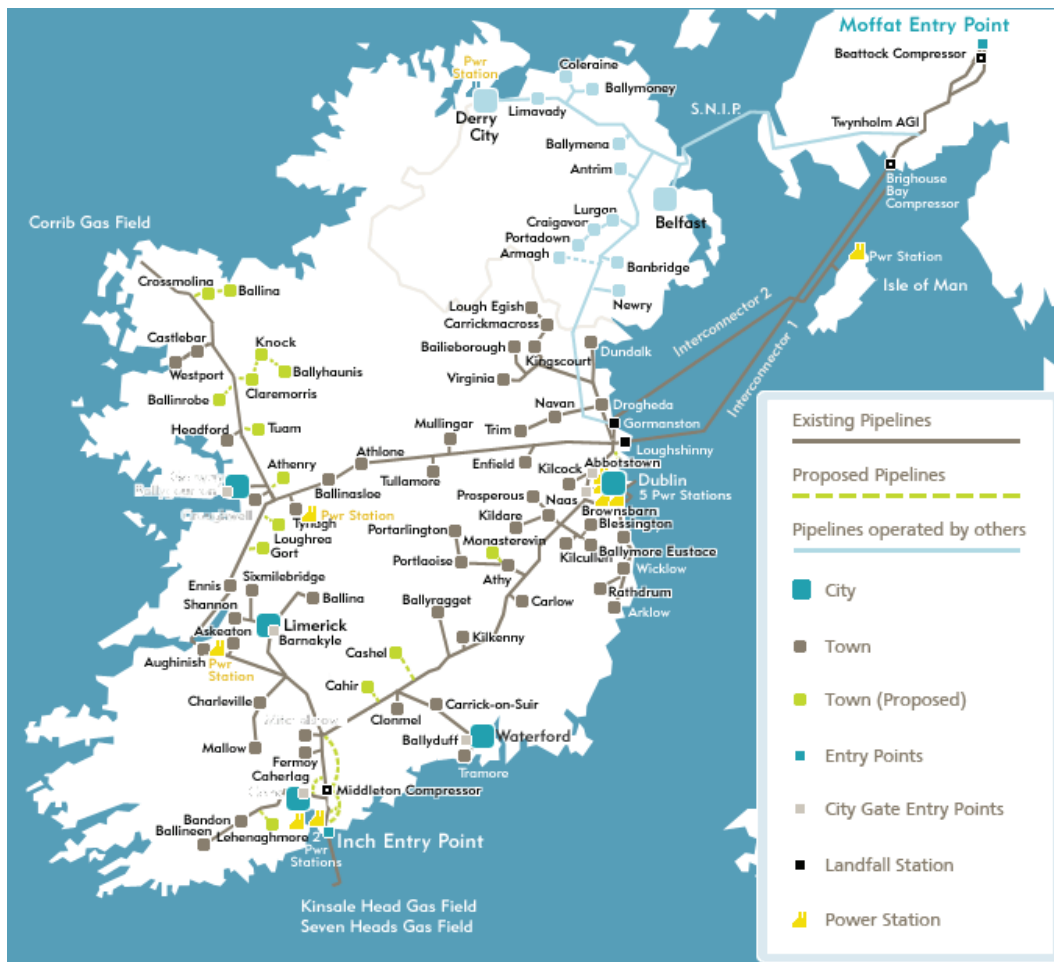 Moffat Entry Point
Beattock Compressor
Pwr
Station
Coleraine
Ballymoney
Limavady
Derry
City
S.N.I.P.
Twynholm AGI
Ballymena
Antrim
Brighouse
Bay
Compressor
Belfast
Lurgan
Craigavon
Portadown
Armagh
Banbridge
Newry
Pwr Station
Isle of Man
Corrib Gas Field
Crossmolina
Ballina
Lough Egish
Carrickmacross
Bailieborough
Kingscourt
Dundalk
Virginia
Interconnector 2
Interconnector 1
Castlebar
Westport
Knock
Ballyhaunis
Claremorris
Ballinrobe
Headford
Tuam
Navan
Trim
Drogheda
Gormanston
Loughshinny
Mullingar
Athlone
Tullamore
Enfield
Kilcock
Abbotstown
Dublin
5 Pwr Stations
Naas
Brownsbarn
Athenry
Ballinasloe
Tynagh
Pwr Station
Loughrea
Gort
Prosperous
Kildare
Blessington
Portarlington
Monasterevin
Kilcullen
Ballymore Eustace
Portlaoise
Athy
Wicklow
Rathdrum
Arklow
Carlow
Ennis
Sixmilebridge
Shannon
Ballina
Limerick
Barnakyle
Askeaton
Aughinish
Pwr
Station
Ballyragget
Kilkenny
Cashel
Cahir
Charleville
Mallow
Clonmel
Carrick-on-Suir
Ballyduff
Waterford
Tramore
Fermoy
Caherlag
Middleton Compressor
Bandon
Ballineen
Lehenaghmore
2
Pwr
Stations
Inch Entry Point
Kinsale Head Gas Field
Seven Heads Gas Field
Existing Pipelines
Proposed Pipelines
Pipelines operated by others
City
Town
Town (Proposed)
Entry Points
City Gate Entry Points
Landfall Station
Power Station